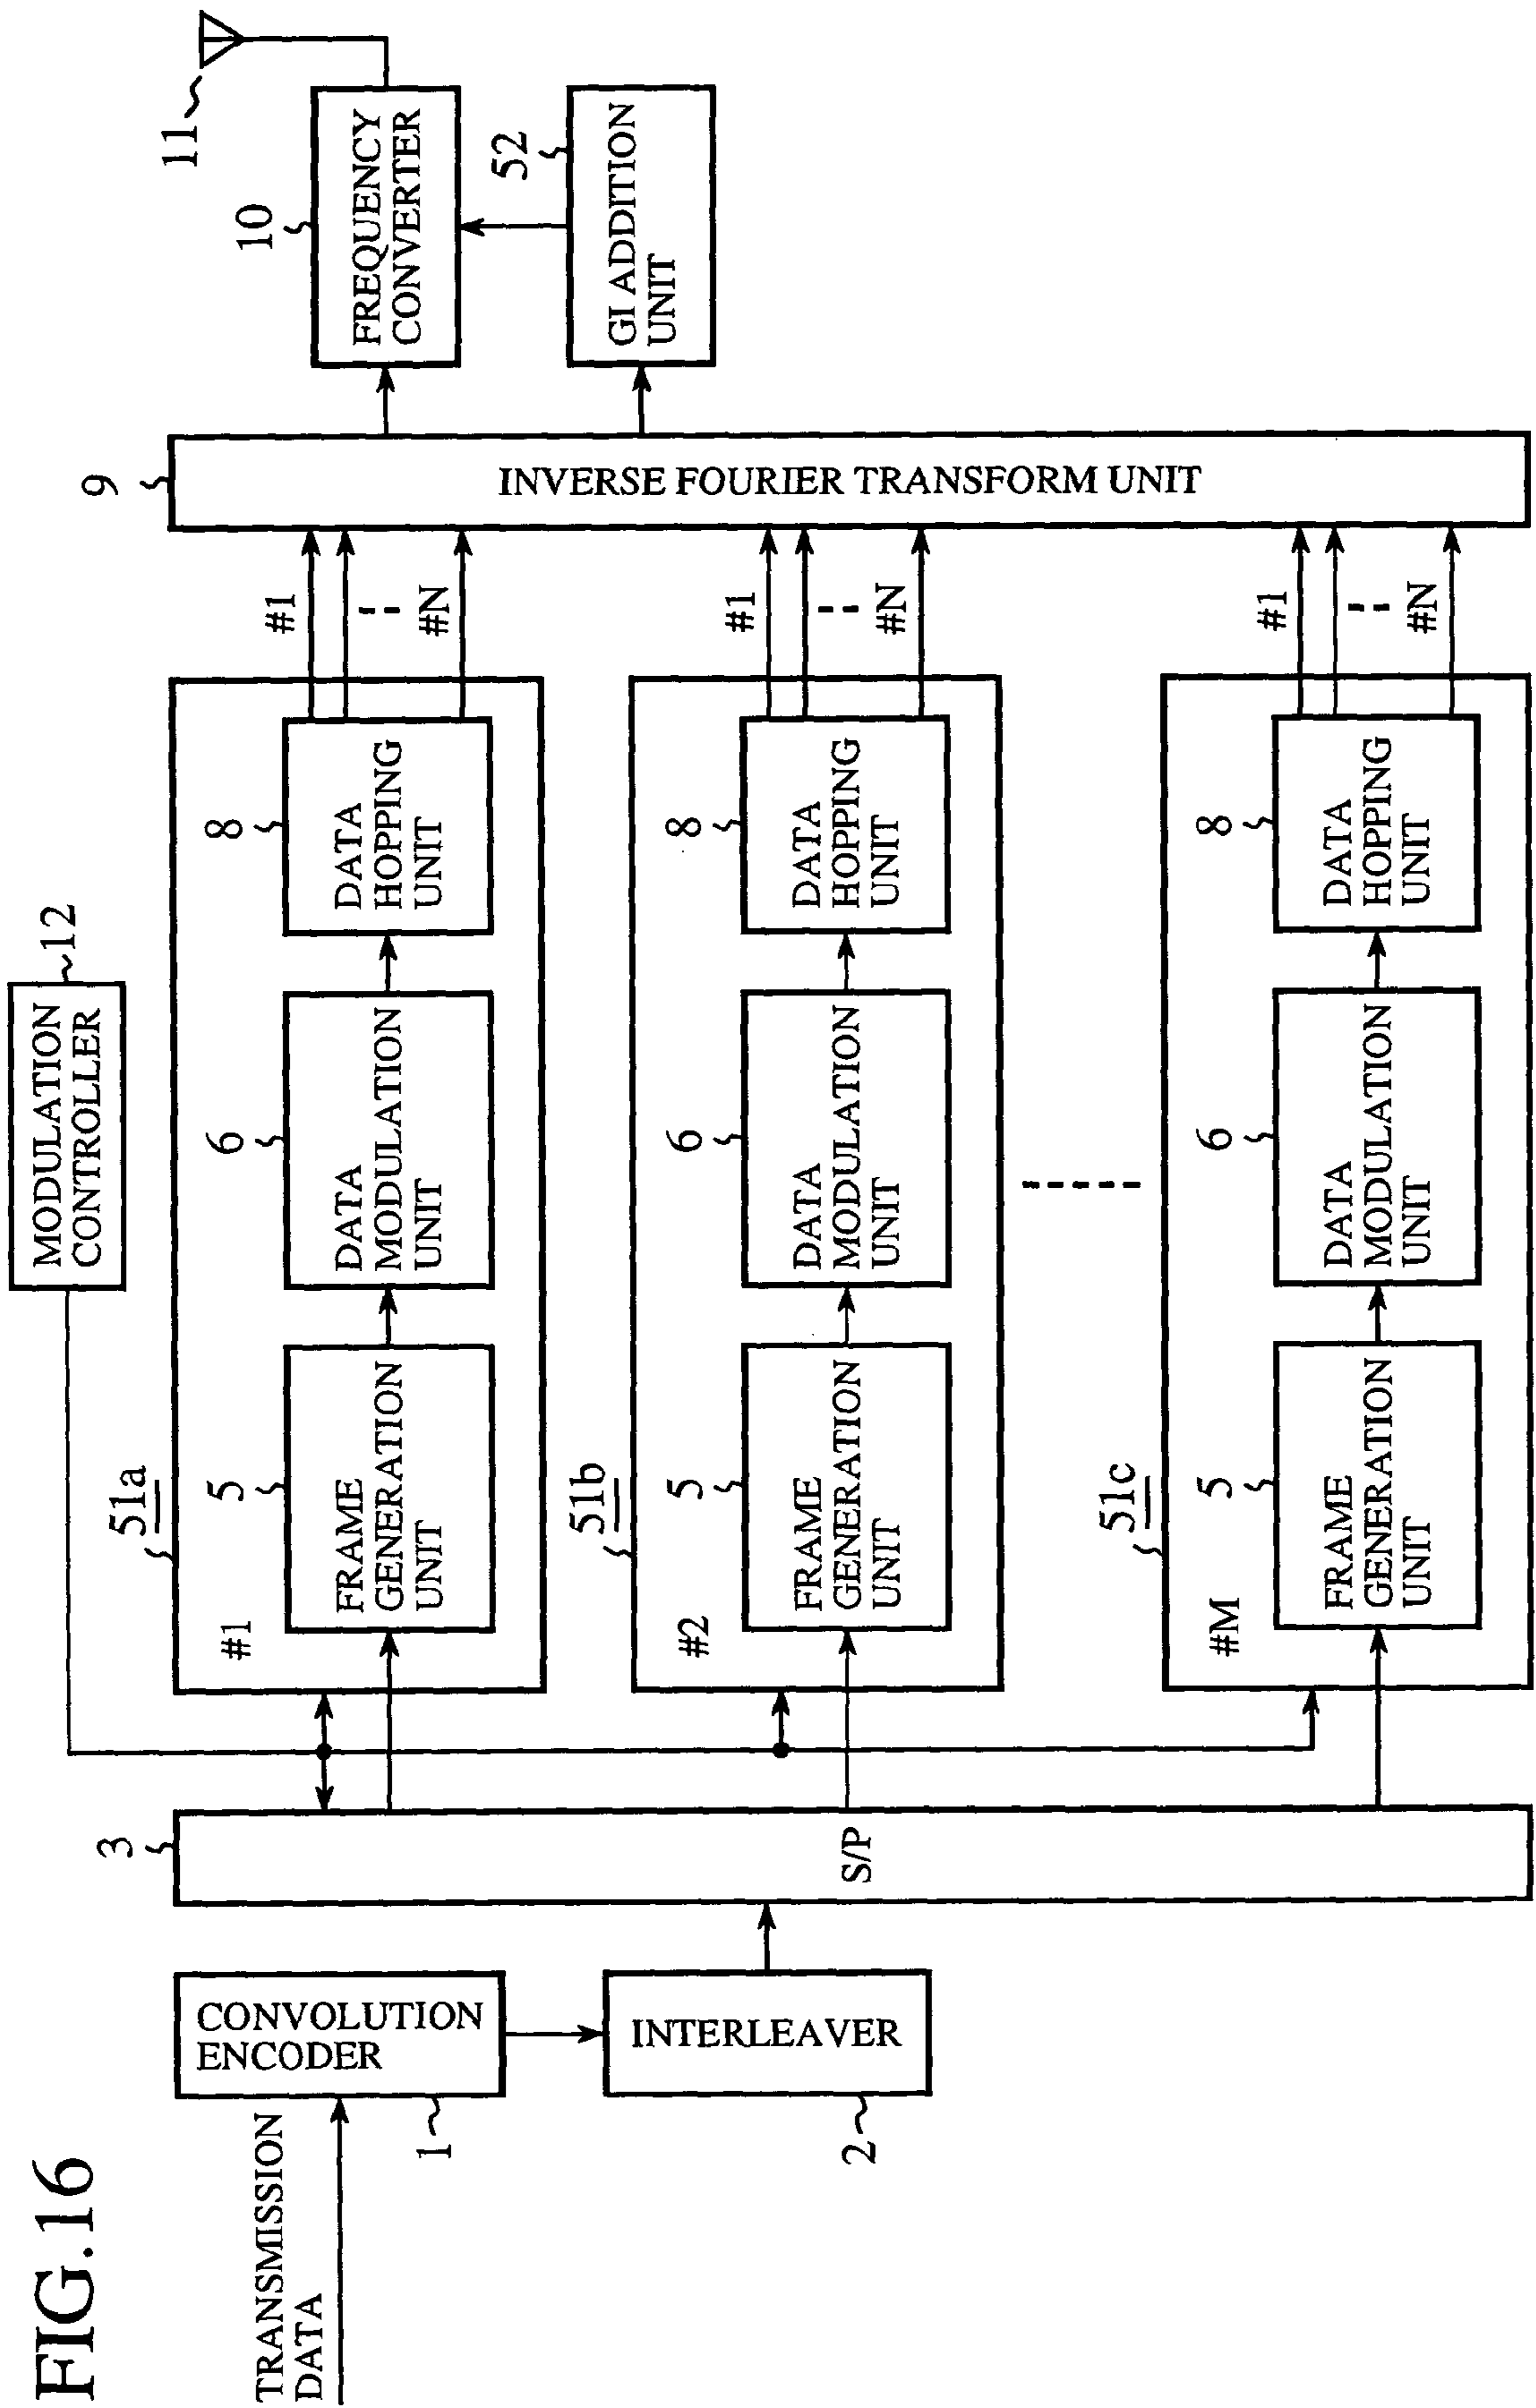 FIG.16
TRANSMISSION
DATA
CONVOLUTION
ENCODER
1
INTERLEAVER
2
3
S/P
MODULATION
CONTROLLER
12
51a
#1
5
FRAME
GENERATION
UNIT
6
DATA
MODULATION
UNIT
8
DATA
HOPPING
UNIT
#1
#N
51b
#2
5
FRAME
GENERATION
UNIT
6
DATA
MODULATION
UNIT
8
DATA
HOPPING
UNIT
#1
#N
51c
#M
5
FRAME
GENERATION
UNIT
6
DATA
MODULATION
UNIT
8
DATA
HOPPING
UNIT
#1
#N
9
INVERSE FOURIER TRANSFORM UNIT
10
FREQUENCY
CONVERTER
11
52
GI ADDITION
UNIT